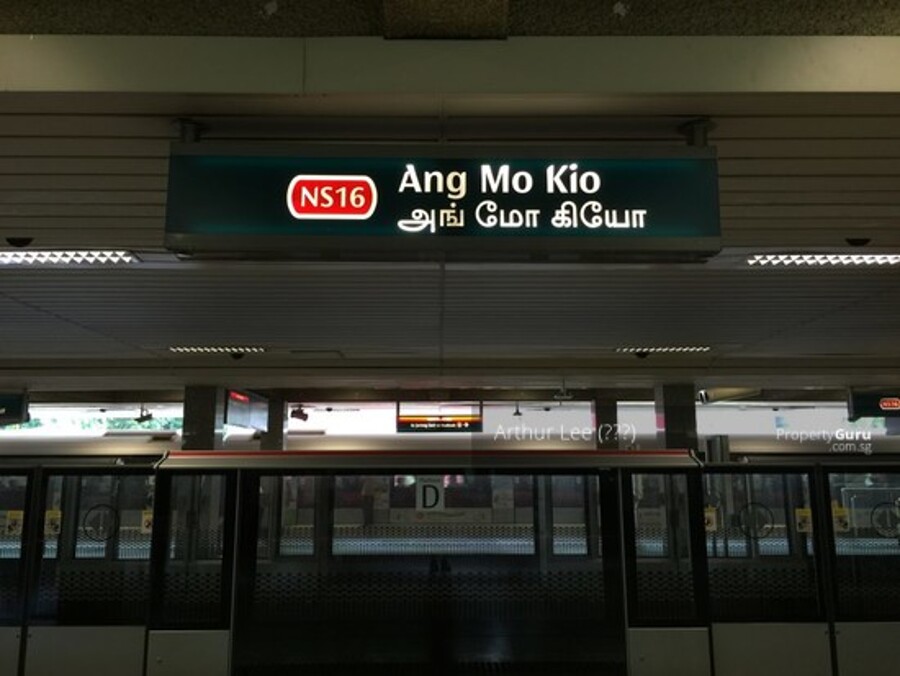 NS16
Ang Mo Kio
அங் மோ கியோ
Arthur Lee (???)
PropertyGuru
.com.sg
D